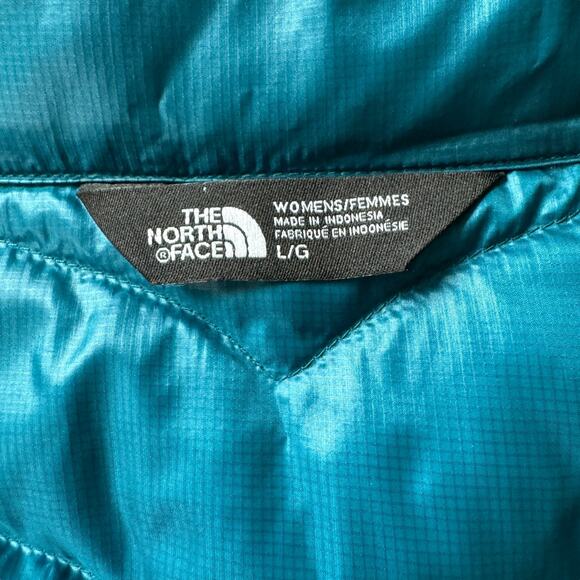 THE
NORTH
®FACE
WOMENS/FEMMES
MADE IN INDONESIA
FABRIQUÉ EN INDONÉSIE
L/G